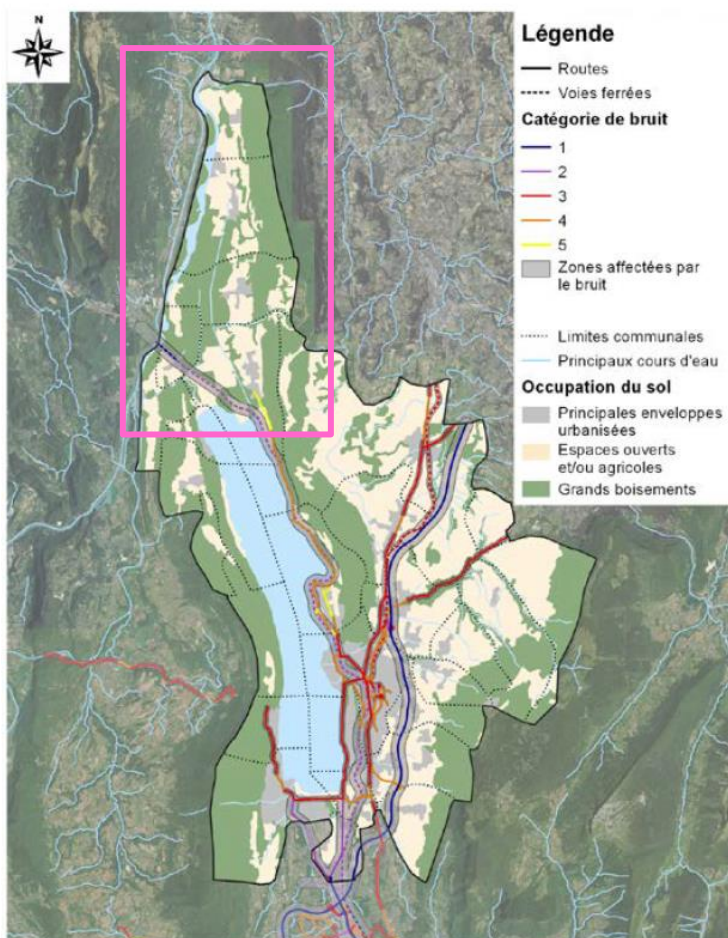 N
Légende
Routes
Voies ferrées
Catégorie de bruit
1
2
3
4
5
Zones affectées par
le bruit
Limites communales
Principaux cours d'eau
Occupation du sol
Principales enveloppes
urbanisées
Espaces ouverts
et/ou agricoles
Grands boisements